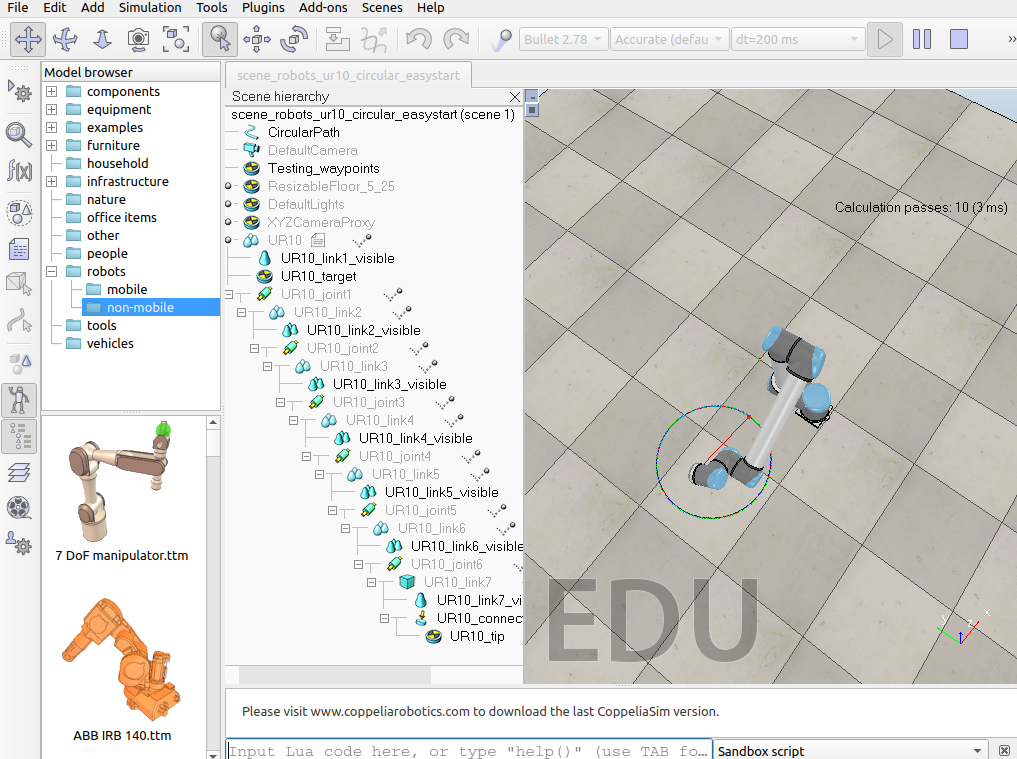 File Edit Add Simulation Tools Plugins Add-ons Scenes Help
Bullet 2.78 Accurate (defau dt=200 ms
Model browser
components
equipment
examples
furniture
household
infrastructure
nature
office items
other
people
robots
mobile
non-mobile
tools
vehicles
7 DoF manipulator.ttm
ABB IRB 140.ttm
scene_robots_ur10_circular_easystart
Scene hierarchy
scene_robots_ur10_circular_easystart (scene 1)
CircularPath
DefaultCamera
Testing_waypoints
ResizableFloor_5_25
DefaultLights
XYZCameraProxy
UR10
UR10_link1_visible
UR10_target
UR10_joint1
UR10_link2
UR10_link2_visible
UR10_joint2
UR10_link3
UR10_link3_visible
UR10_joint3
UR10_link4
UR10_link4_visible
UR10_joint4
UR10_link5
UR10_link5_visible
UR10_joint5
UR10_link6
UR10_link6_visible
UR10_joint6
UR10_link7
UR10_link7_vi
UR10_connec
UR10_tip
Calculation passes: 10 (3 ms)
EDU
y z x
Please visit www.coppeliarobotics.com to download the last CoppeliaSim version.
Input Lua code here, or type "help()" (use TAB fo...
Sandbox script
f(x)